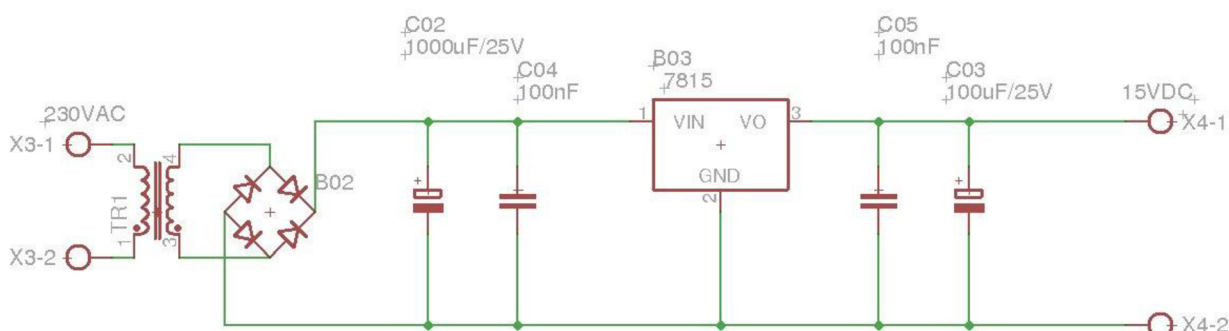 C02
1000uF/25V
C05
100nF
B03
7815
C04
100nF
C03
100uF/25V
230VAC
15VDC
X3-1
1
VIN
VO
3
X4-1
2
4
GND
B02
2
TR1
1
3
X3-2
X4-2